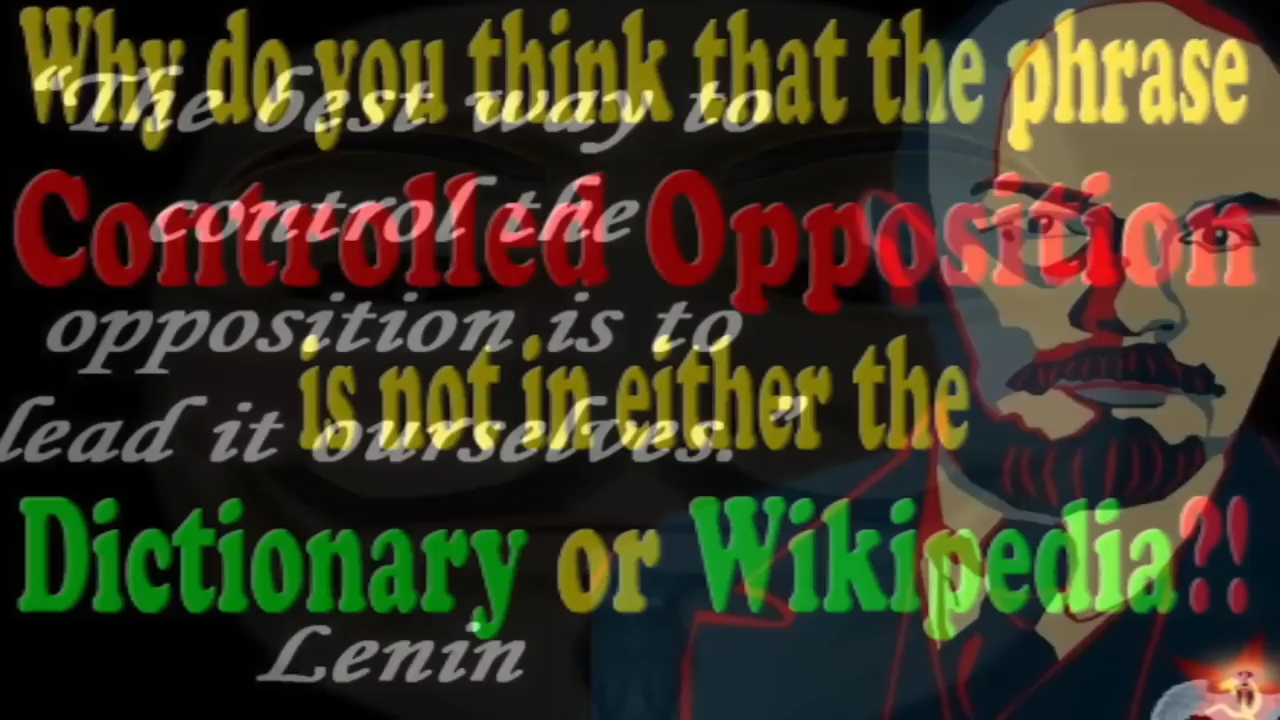 Why do you think that the phrase
Controlled Opposition
is not in either the
Dictionary or Wikipedia?!
“The best way to
control the
opposition is to
lead it ourselves.”
Lenin